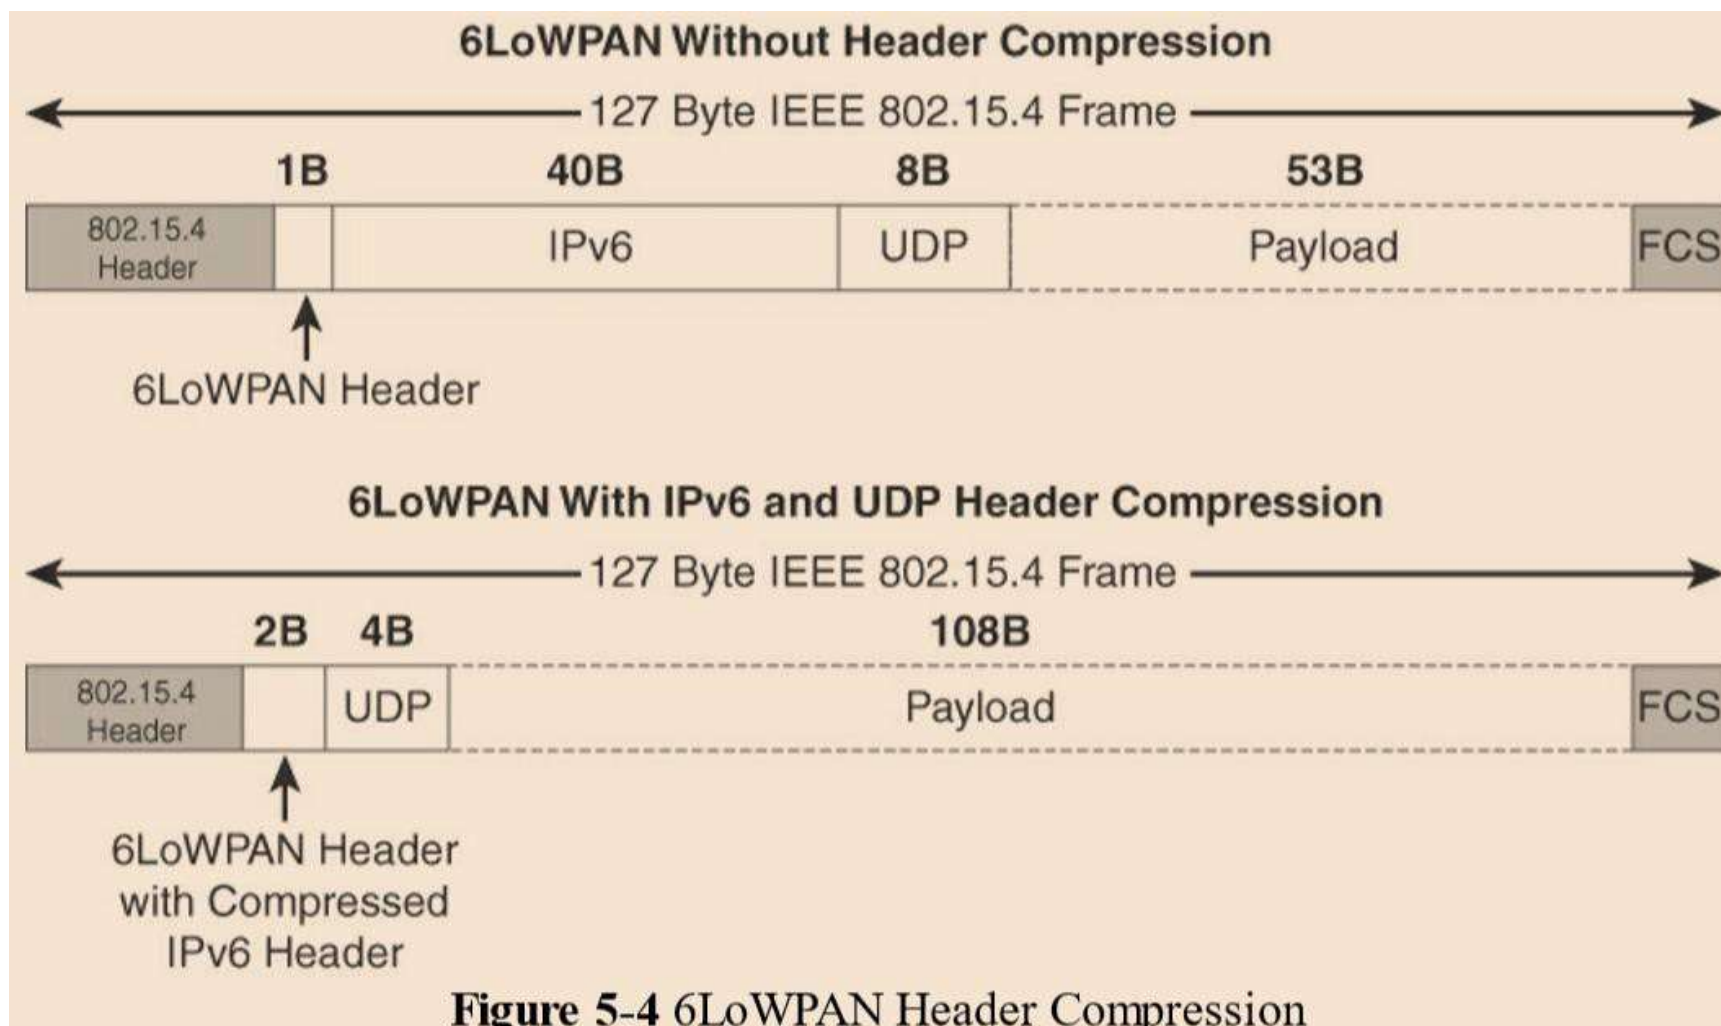 6LoWPAN Without Header Compression
127 Byte IEEE 802.15.4 Frame
1B 40B 8B 53B
802.15.4
Header
IPv6 UDP Payload FCS
6LoWPAN Header
6LoWPAN With IPv6 and UDP Header Compression
127 Byte IEEE 802.15.4 Frame
2B 4B 108B
802.15.4
Header
UDP Payload FCS
6LoWPAN Header
with Compressed
IPv6 Header
Figure 5-4 6LoWPAN Header Compression